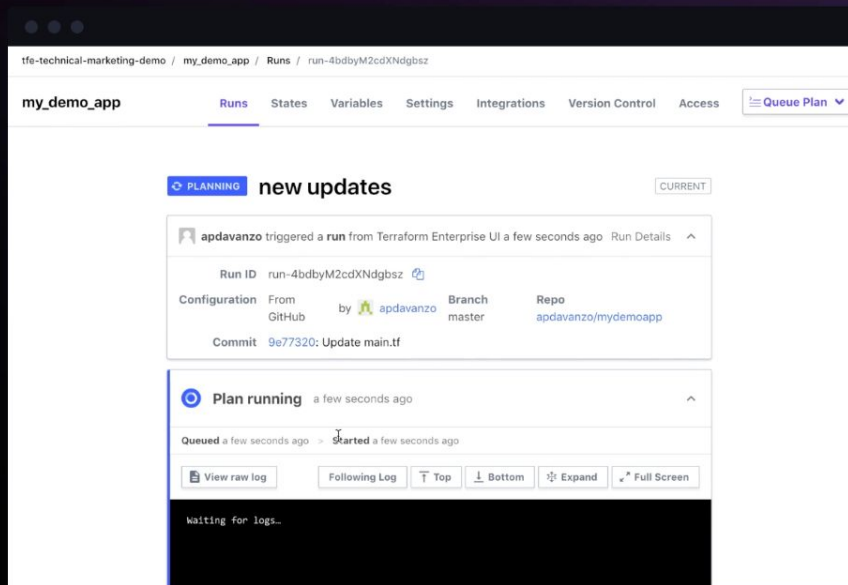 tfe-technical-marketing-demo / my_demo_app / Runs / run-4bdbyM2cdXNdgbsz
my_demo_app Runs States Variables Settings Integrations Version Control Access Queue Plan
PLANNING new updates CURRENT
apdavanzo triggered a run from Terraform Enterprise UI a few seconds ago Run Details
Run ID run-4bdbyM2cdXNdgbsz
Configuration From GitHub by apdavanzo Branch master Repo apdavanzo/mydemoapp
Commit 9e77320: Update main.tf
Plan running a few seconds ago
Queued a few seconds ago > Started a few seconds ago
View raw log Following Log Top Bottom Expand Full Screen
Waiting for logs…